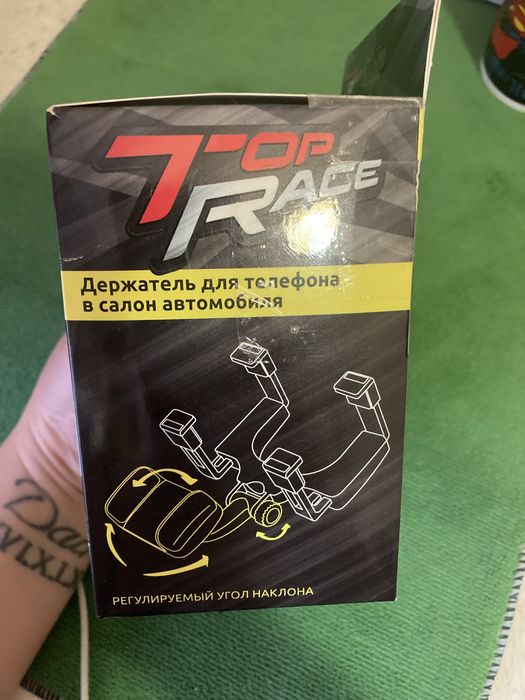 TOP
RACE
Держатель для телефона
в салон автомобиля
РЕГУЛИРУЕМЫЙ УГОЛ НАКЛОНА